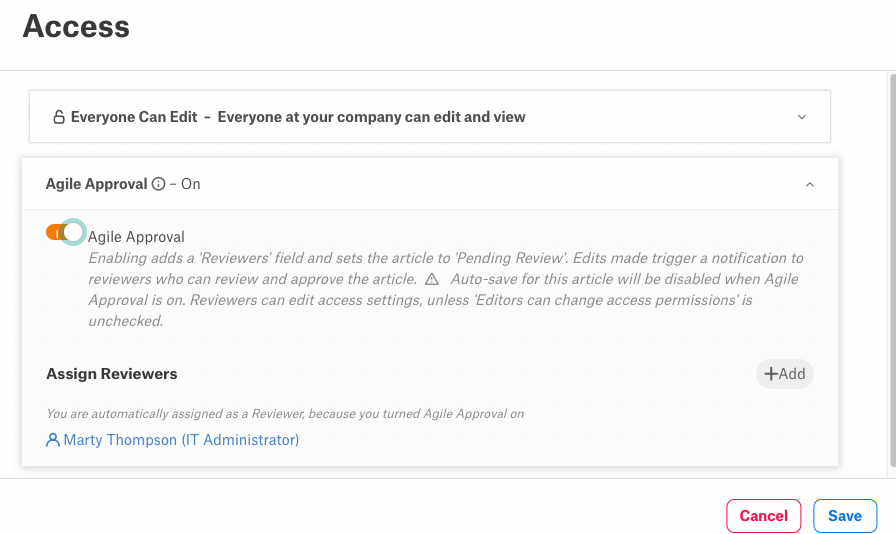 Access
Everyone Can Edit – Everyone at your company can edit and view
Agile Approval – On
Agile Approval
Enabling adds a 'Reviewers' field and sets the article to 'Pending Review'. Edits made trigger a notification to
reviewers who can review and approve the article. Auto-save for this article will be disabled when Agile
Approval is on. Reviewers can edit access settings, unless 'Editors can change access permissions' is
unchecked.
Assign Reviewers
+Add
You are automatically assigned as a Reviewer, because you turned Agile Approval on
Marty Thompson (IT Administrator)
Cancel
Save